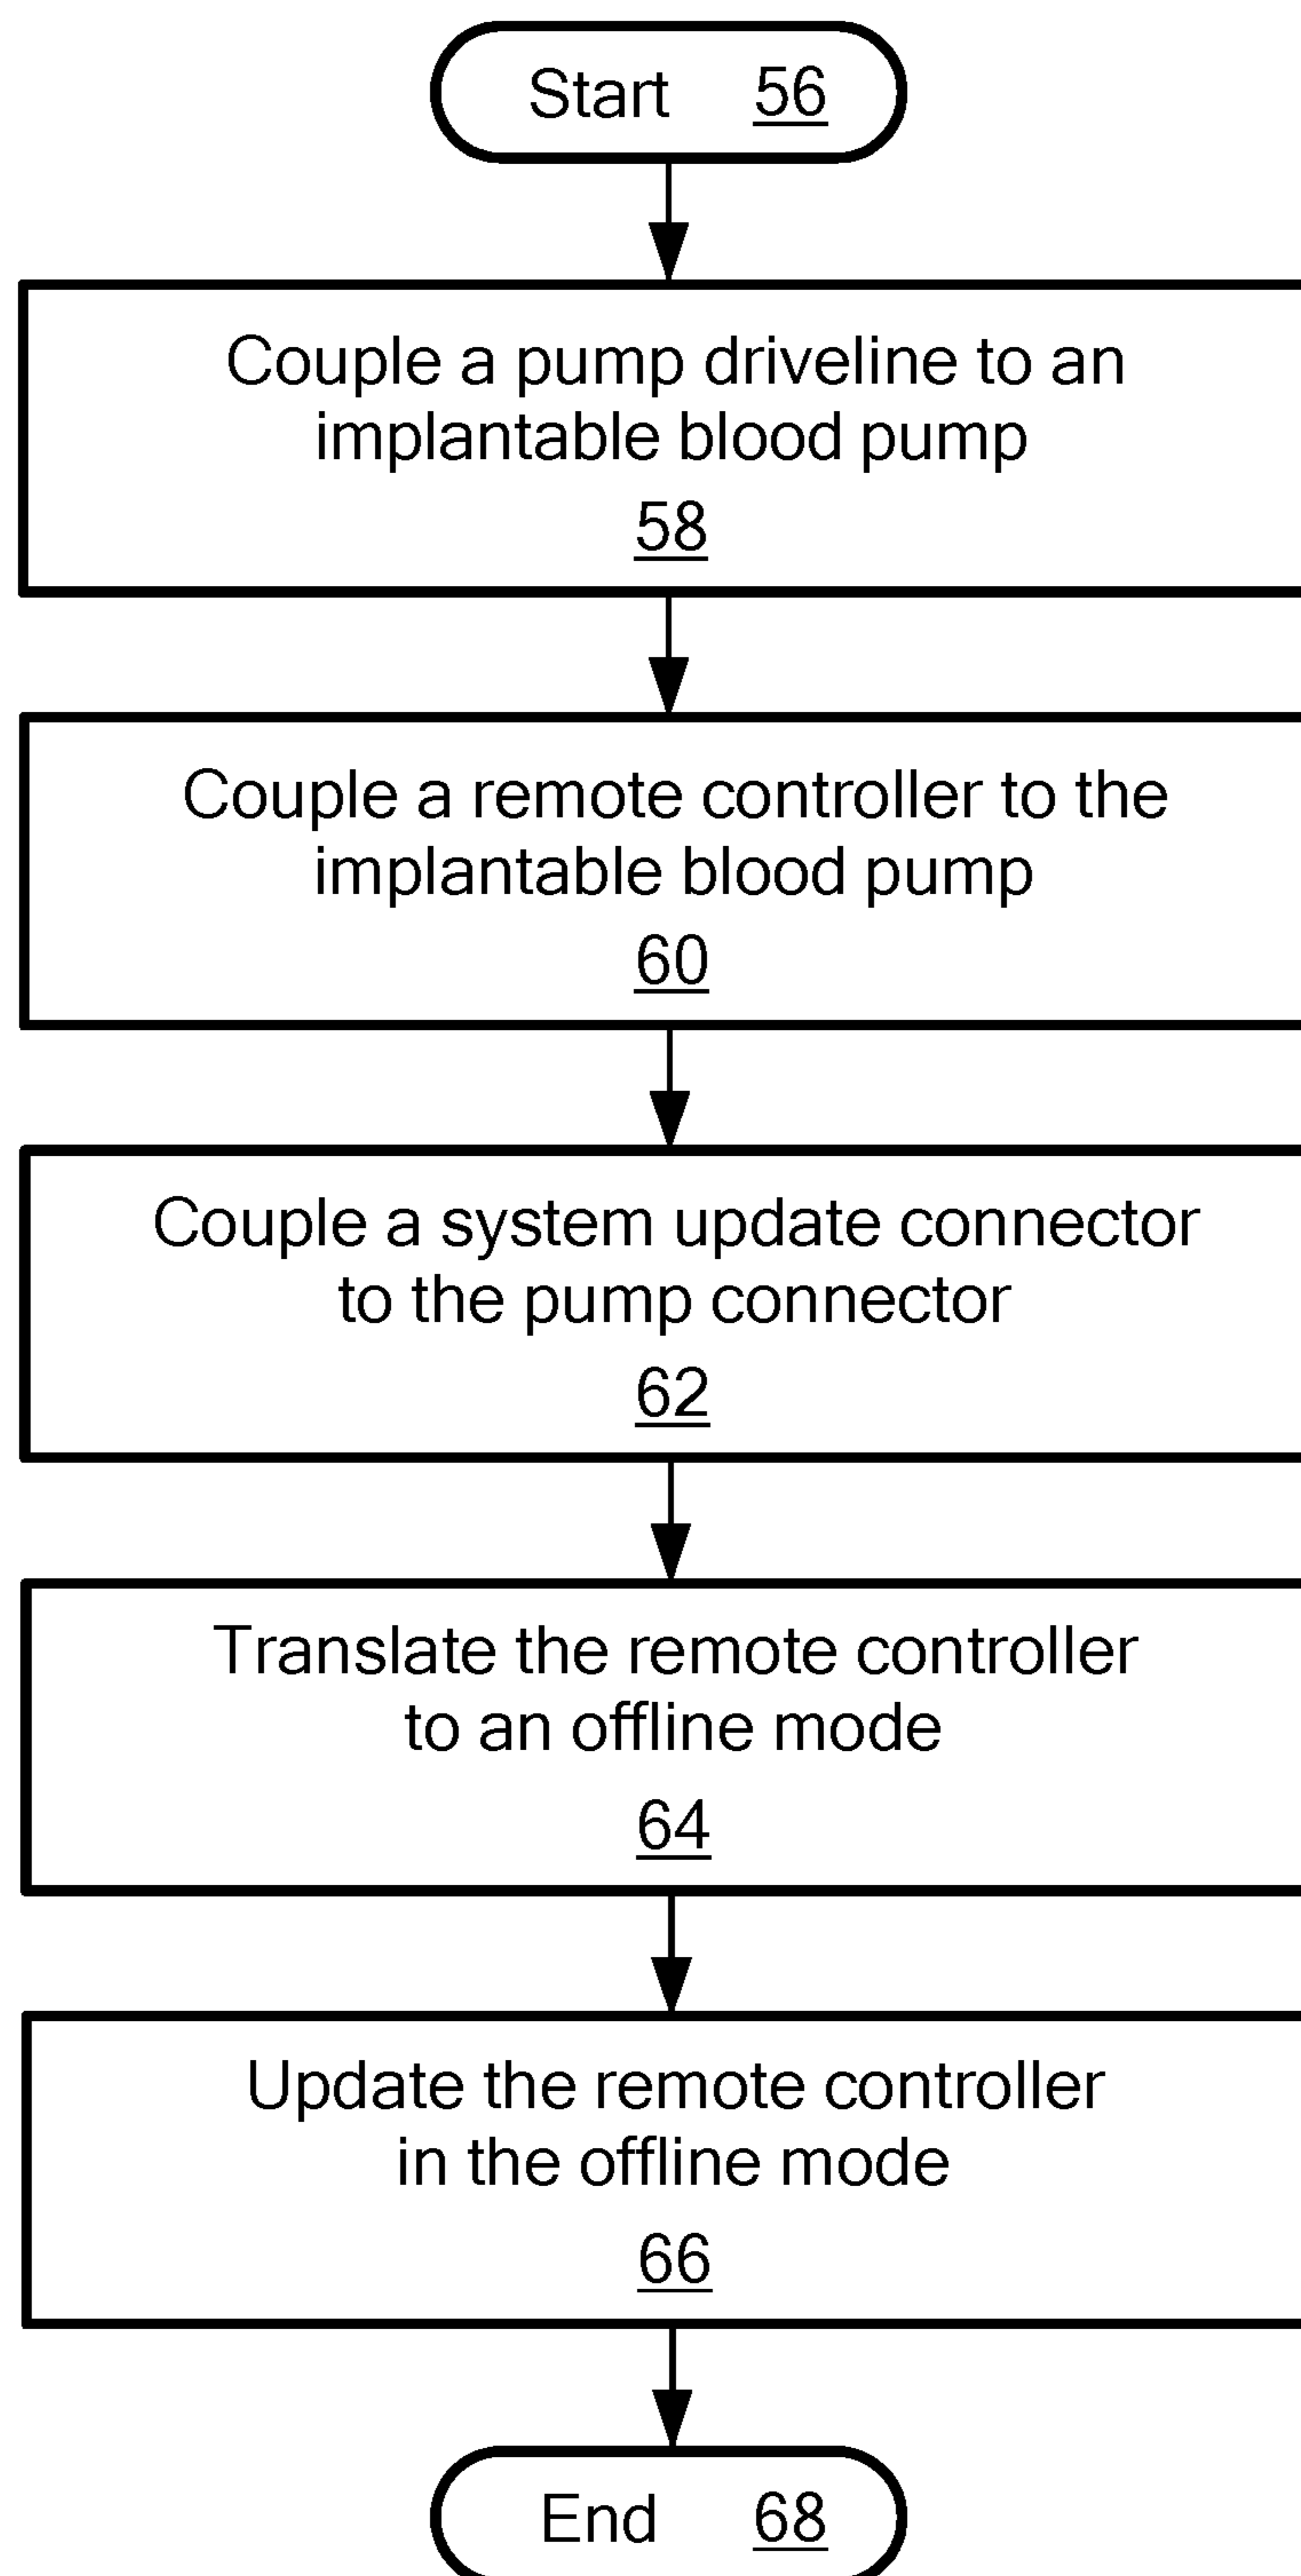 Start 56
Couple a pump driveline to an
implantable blood pump
58
Couple a remote controller to the
implantable blood pump
60
Couple a system update connector
to the pump connector
62
Translate the remote controller
to an offline mode
64
Update the remote controller
in the offline mode
66
End 68